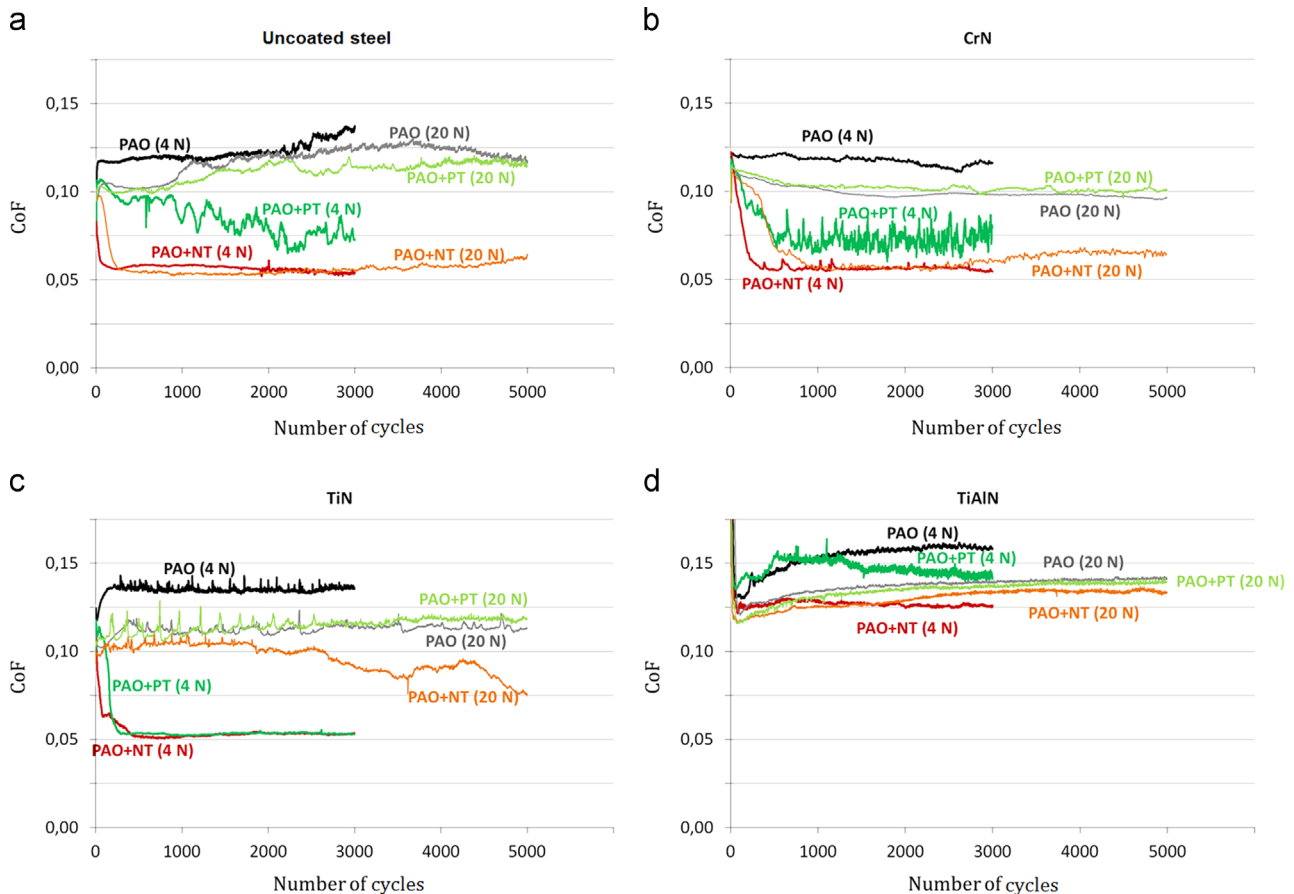 a
Uncoated steel
0,15
0,10
0,05
0,00
CoF
PAO (4 N)
PAO (20 N)
PAO+PT (20 N)
PAO+PT (4 N)
PAO+NT (4 N)
PAO+NT (20 N)
0 1000 2000 3000 4000 5000
Number of cycles
b
CrN
0,15
0,10
0,05
0,00
CoF
PAO (4 N)
PAO+PT (20 N)
PAO+PT (4 N)
PAO (20 N)
PAO+NT (20 N)
PAO+NT (4 N)
0 1000 2000 3000 4000 5000
Number of cycles
c
TiN
0,15
0,10
0,05
0,00
CoF
PAO (4 N)
PAO+PT (20 N)
PAO (20 N)
PAO+PT (4 N)
PAO+NT (20 N)
PAO+NT (4 N)
0 1000 2000 3000 4000 5000
Number of cycles
d
TiAlN
0,15
0,10
0,05
0,00
CoF
PAO (4 N)
PAO+PT (4 N)
PAO (20 N)
PAO+PT (20 N)
PAO+NT (20 N)
PAO+NT (4 N)
0 1000 2000 3000 4000 5000
Number of cycles